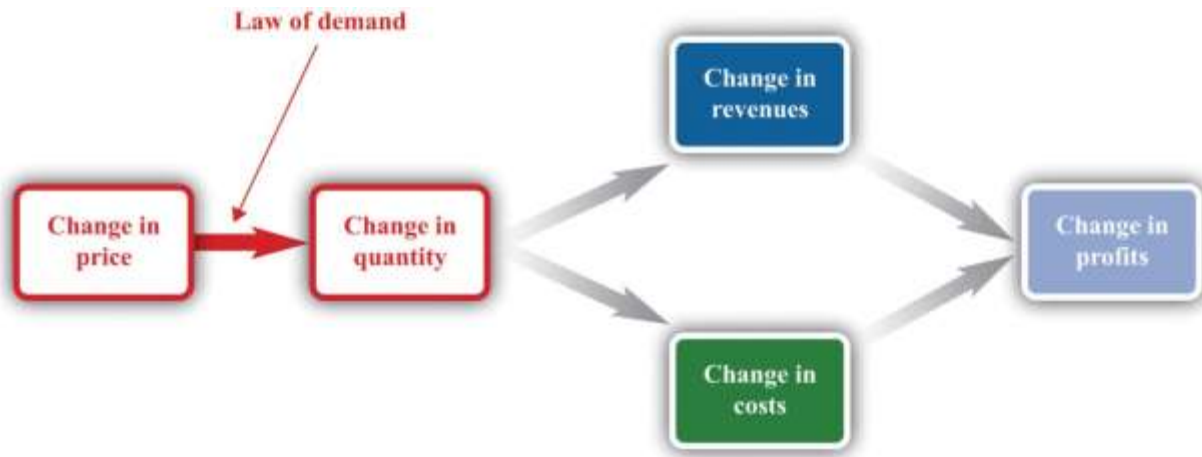 Law of demand
Change in
price
Change in
quantity
Change in
revenues
Change in
costs
Change in
profits